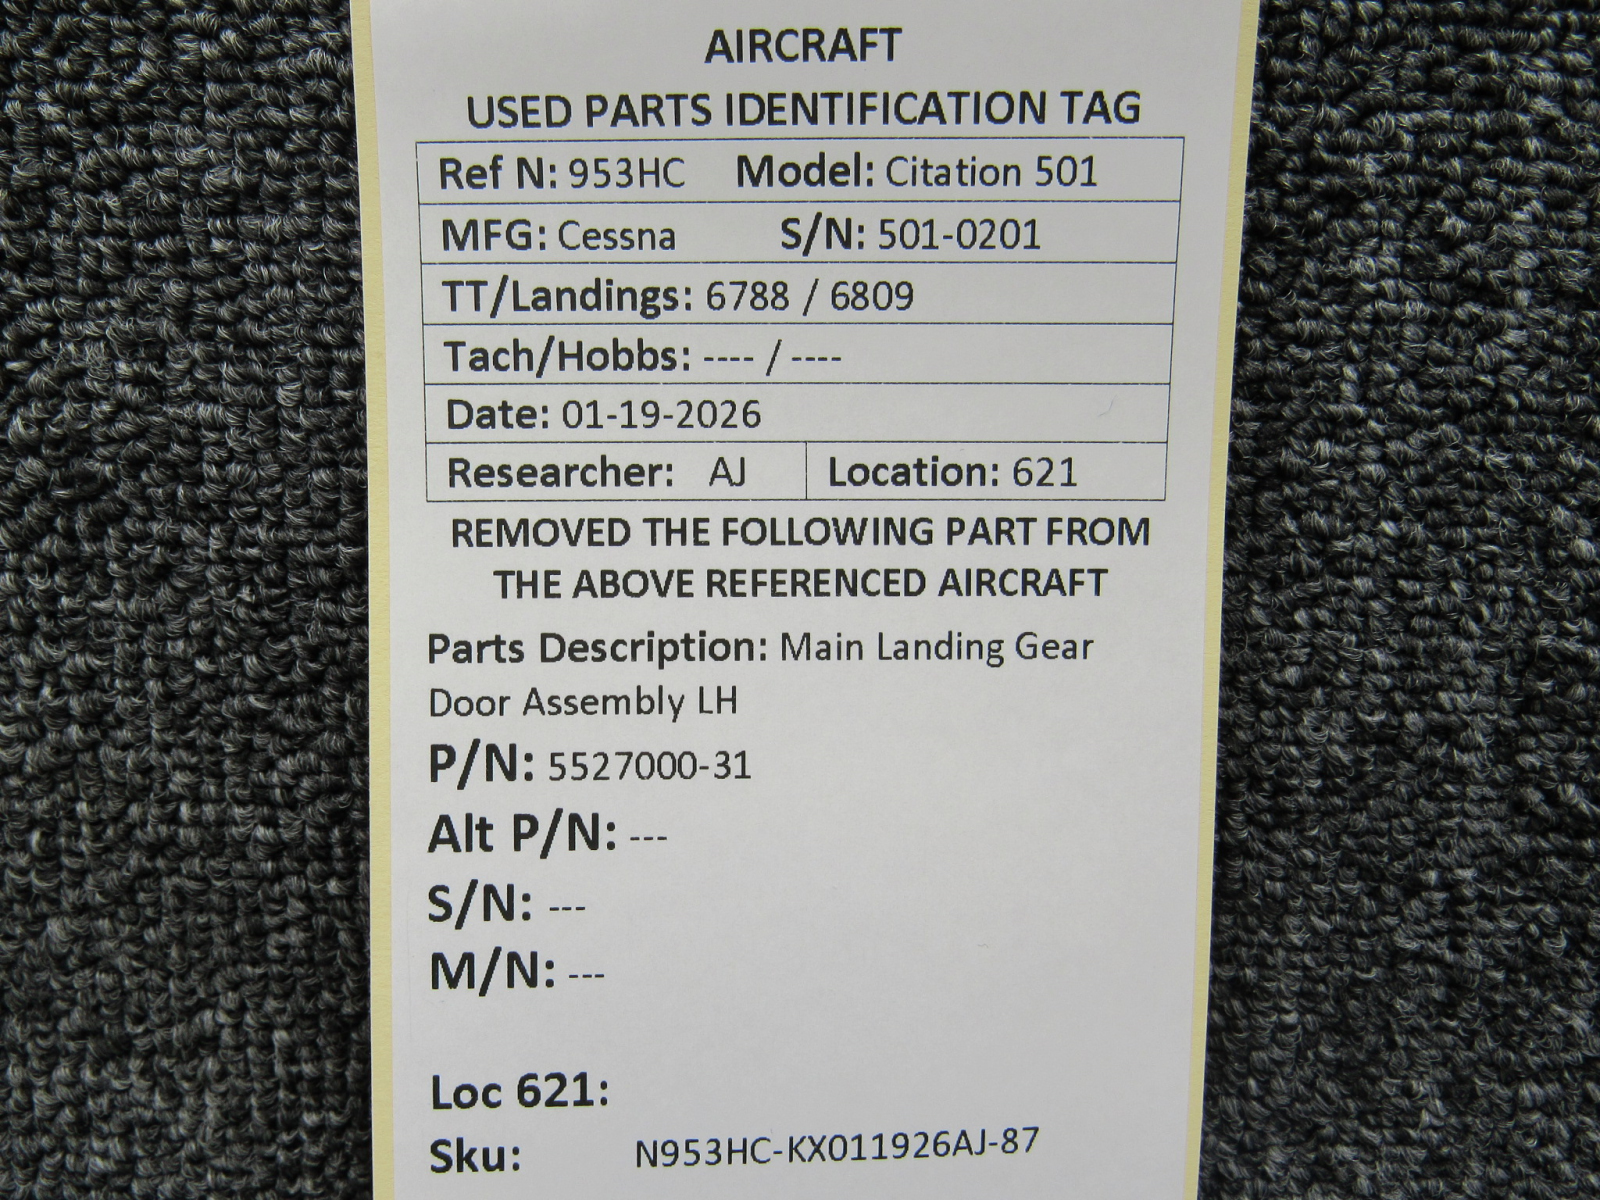 AIRCRAFT
USED PARTS IDENTIFICATION TAG
Ref N: 953HC Model: Citation 501
MFG: Cessna S/N: 501-0201
TT/Landings: 6788 / 6809
Tach/Hobbs: ---- / ----
Date: 01-19-2026
Researcher: AJ Location: 621
REMOVED THE FOLLOWING PART FROM
THE ABOVE REFERENCED AIRCRAFT
Parts Description: Main Landing Gear
Door Assembly LH
P/N: 5527000-31
Alt P/N: ---
S/N: ---
M/N: ---
Loc 621:
Sku: N953HC-KX011926AJ-87